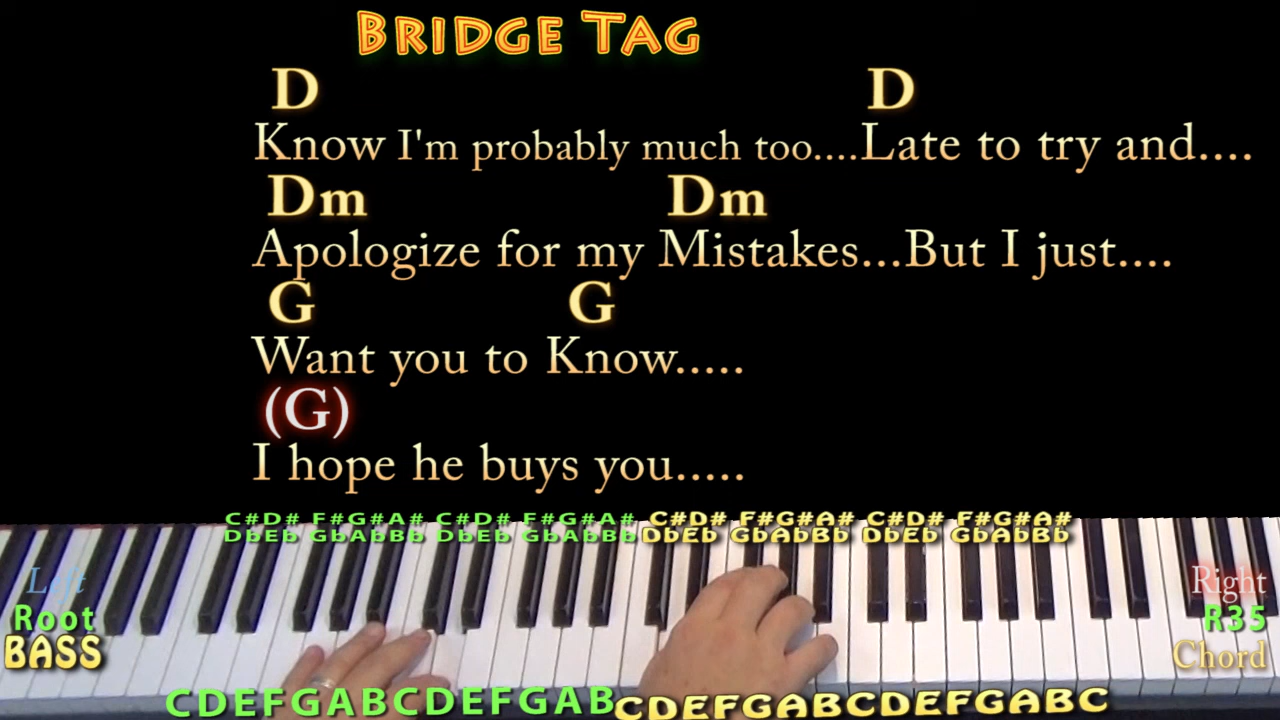 BRIDGE TAG
D D
Know I'm probably much too....Late to try and....
Dm Dm
Apologize for my Mistakes...But I just....
G G
Want you to Know.....
(G)
I hope he buys you.....
C#D# F#G#A# C#D# F#G#A# C#D# F#G#A# C#D# F#G#A#
DbEb GbAbBb DbEb GbAbBb DbEb GbAbBb DbEb GbAbBb
Left
Root
BASS
Right
R35
Chord
CDEFGABCDEFGABCDEFGABCDEFGABC